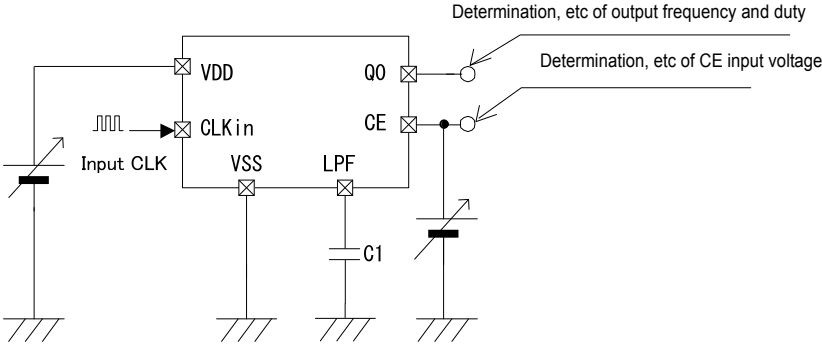 Determination, etc of output frequency and duty
Determination, etc of CE input voltage
VDD
Q0
CLKin
CE
Input CLK
VSS
LPF
C1